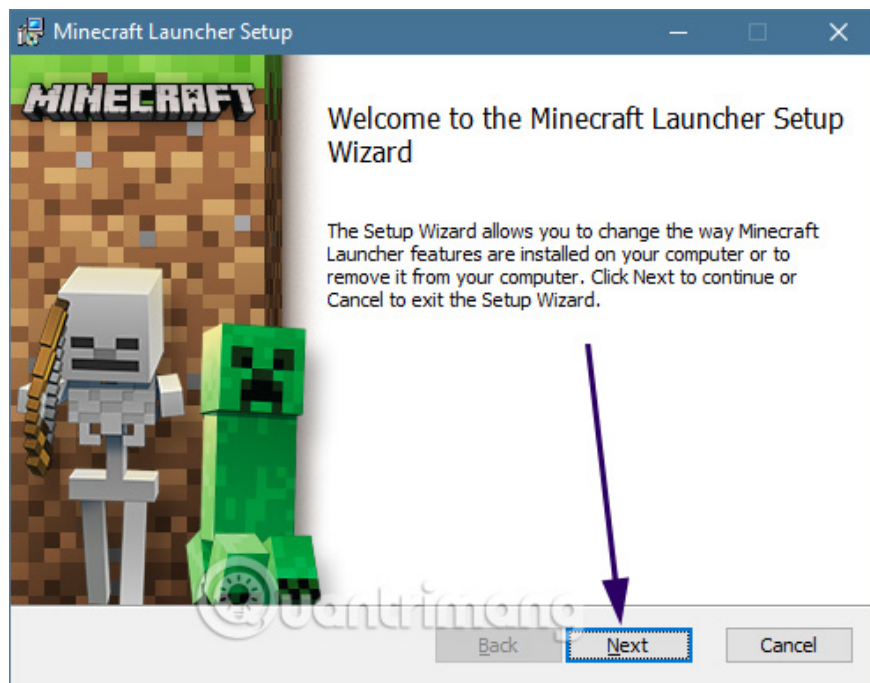 Minecraft Launcher Setup
MINECRAFT
Welcome to the Minecraft Launcher Setup
Wizard
The Setup Wizard allows you to change the way Minecraft
Launcher features are installed on your computer or to
remove it from your computer. Click Next to continue or
Cancel to exit the Setup Wizard.
Quantrimang
Back
Next
Cancel